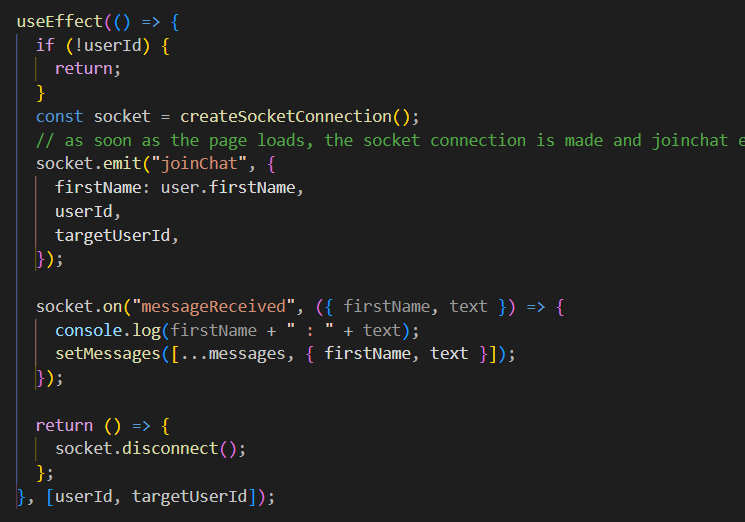 useEffect(() => {
  if (!userId) {
    return;
  }
  const socket = createSocketConnection();
  // as soon as the page loads, the socket connection is made and joinchat e
  socket.emit("joinChat", {
    firstName: user.firstName,
    userId,
    targetUserId,
  });

  socket.on("messageReceived", ({ firstName, text }) => {
    console.log(firstName + " : " + text);
    setMessages([...messages, { firstName, text }]);
  });

  return () => {
    socket.disconnect();
  };
}, [userId, targetUserId]);